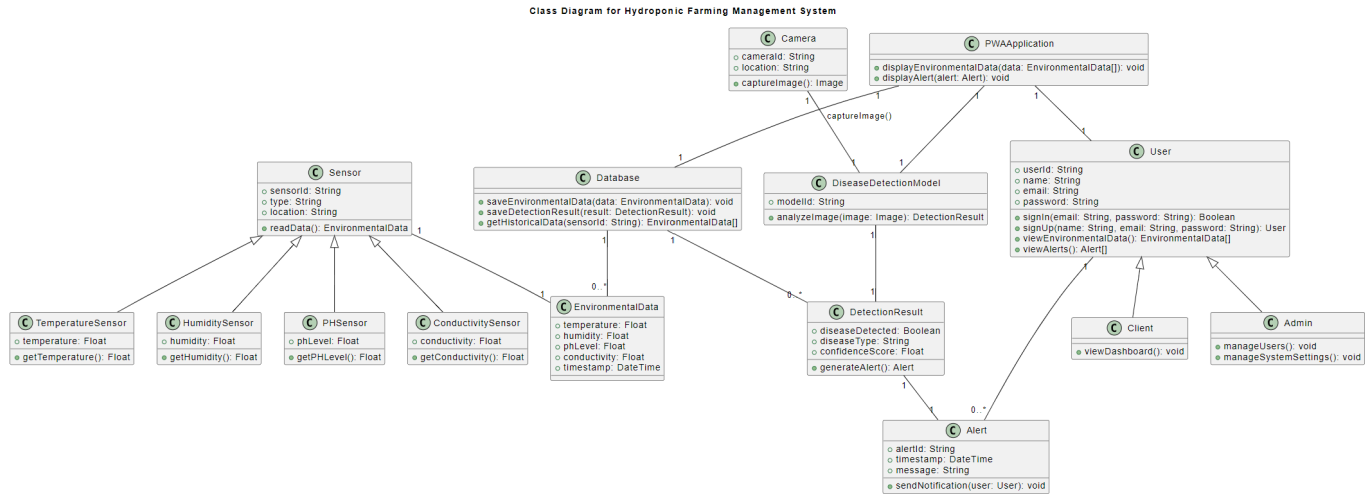 Class Diagram for Hydroponic Farming Management System
C Camera
cameraId: String
location: String
captureImage(): Image
C PWAApplication
displayEnvironmentalData(data: EnvironmentalData[]): void
displayAlert(alert: Alert): void
1
1
1
1
captureImage()
1
1
1
1
C Sensor
sensorId: String
type: String
location: String
readData(): EnvironmentalData
C Database
saveEnvironmentalData(data: EnvironmentalData): void
saveDetectionResult(result: DetectionResult): void
getHistoricalData(sensorId: String): EnvironmentalData[]
C DiseaseDetectionModel
modelId: String
analyzeImage(image: Image): DetectionResult
C User
userId: String
name: String
email: String
password: String
signIn(email: String, password: String): Boolean
signUp(name: String, email: String, password: String): User
viewEnvironmentalData(): EnvironmentalData[]
viewAlerts(): Alert[]
1
1
1
1
1
1
0..*
0..*
1
C TemperatureSensor
temperature: Float
getTemperature(): Float
C HumiditySensor
humidity: Float
getHumidity(): Float
C PHSensor
phLevel: Float
getPHLevel(): Float
C ConductivitySensor
conductivity: Float
getConductivity(): Float
C EnvironmentalData
temperature: Float
humidity: Float
phLevel: Float
conductivity: Float
timestamp: DateTime
C DetectionResult
diseaseDetected: Boolean
diseaseType: String
confidenceScore: Float
generateAlert(): Alert
C Client
viewDashboard(): void
C Admin
manageUsers(): void
manageSystemSettings(): void
1
1
0..*
C Alert
alertId: String
timestamp: DateTime
message: String
sendNotification(user: User): void